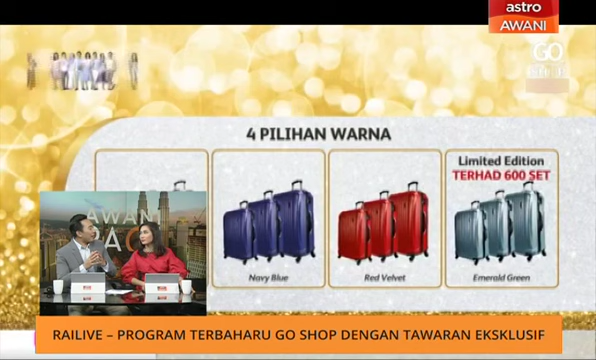 astro
AWANI
GO
4 PILIHAN WARNA
Limited Edition
TERHAD 600 SET
AWANI
Navy Blue
Red Velvet
Emerald Green
RAILIVE – PROGRAM TERBAHARU GO SHOP DENGAN TAWARAN EKSKLUSIF